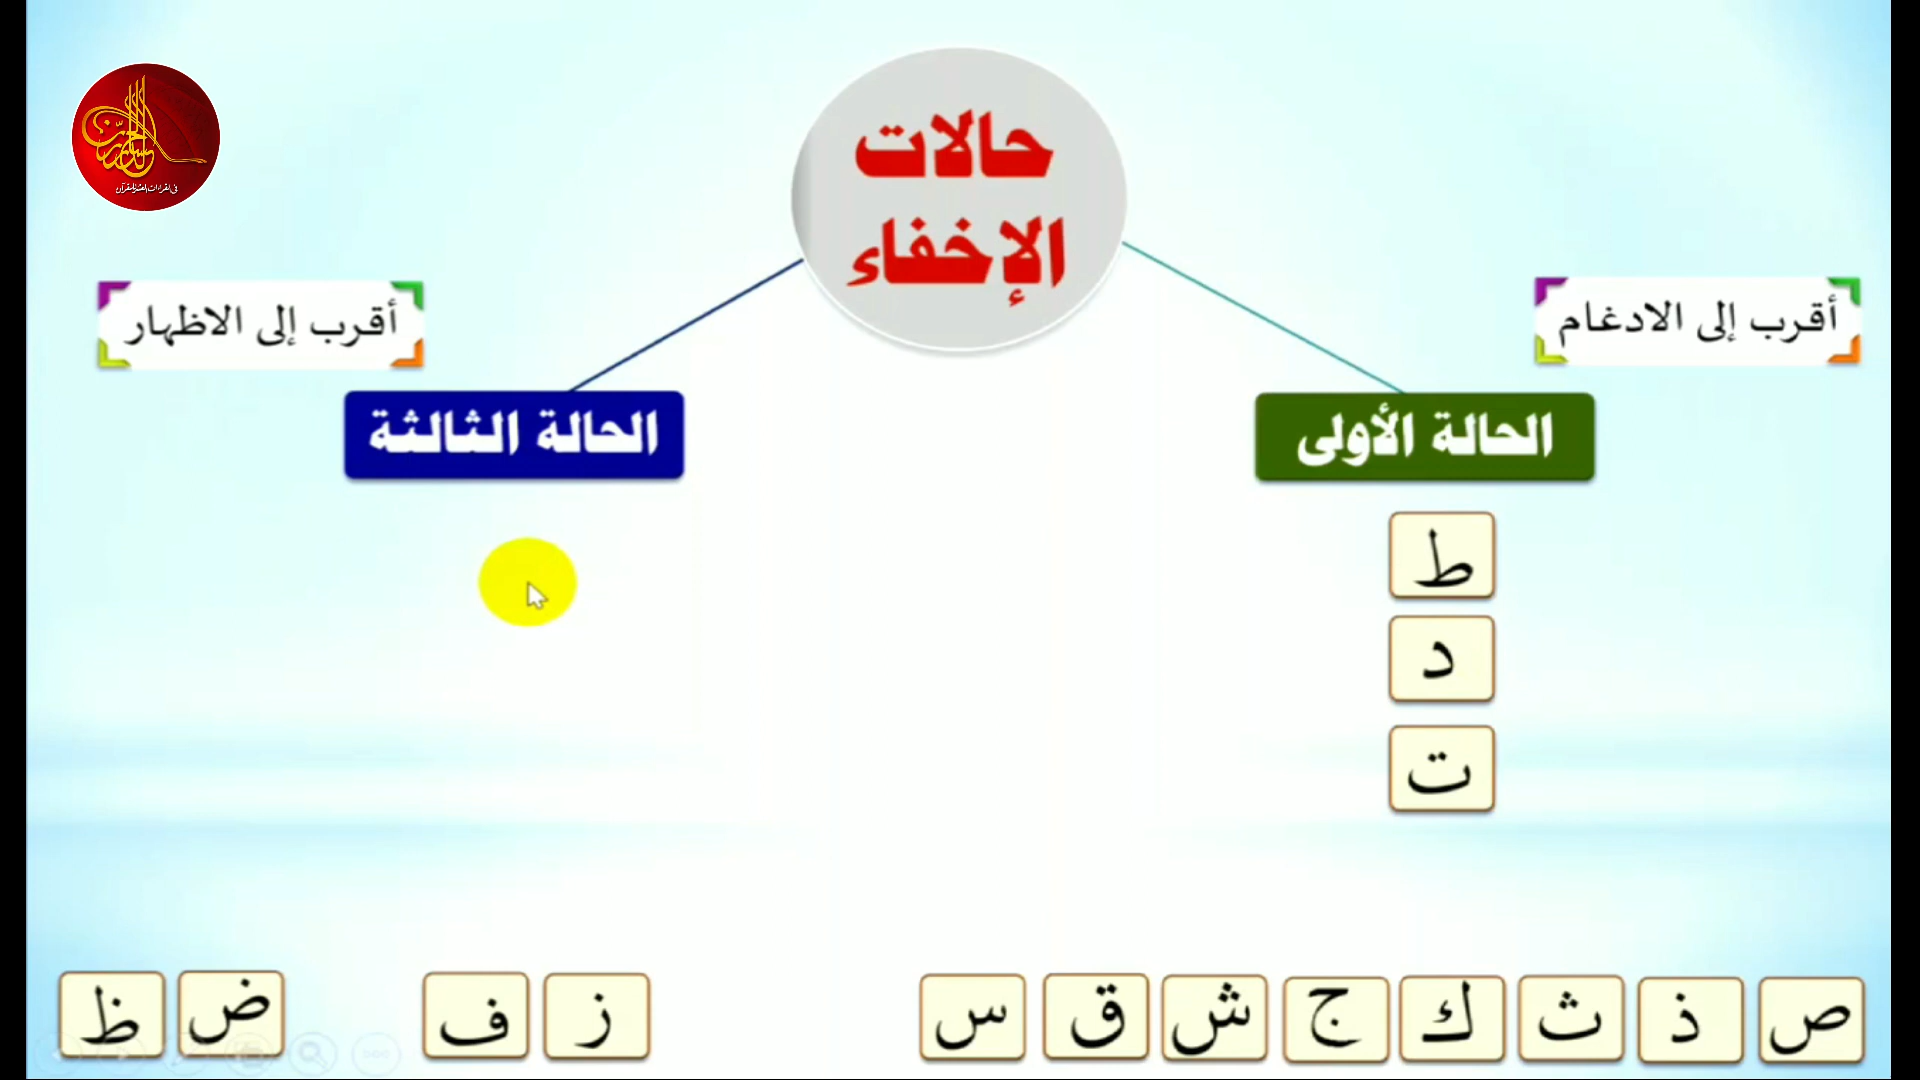 حالات
الإخفاء
أقرب إلى الادغام
أقرب إلى الاظهار
الحالة الأولى
الحالة الثالثة
ط
د
ت
ص ذ ث ك ج ش ق س ز ف ض ظ